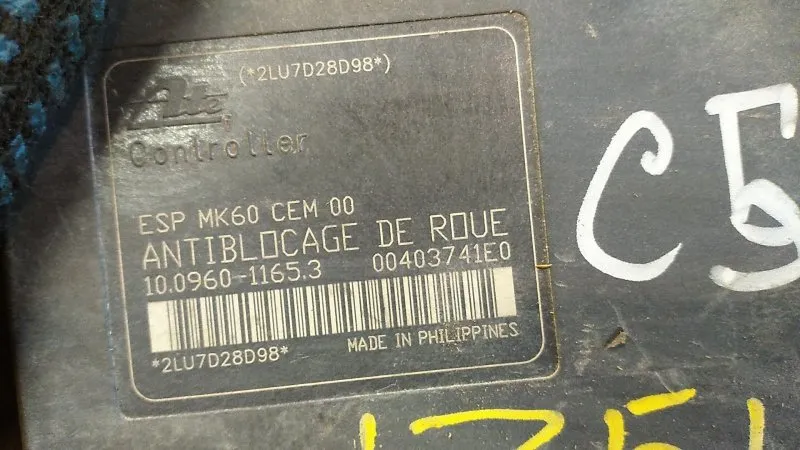 (*2LU7D28D98*)
Ate
Controller
ESP MK60 CEM 00
ANTIBLOCAGE DE ROUE
10.0960-1165.3 00403741E0
*2LU7D28D98* MADE IN PHILIPPINES
C5